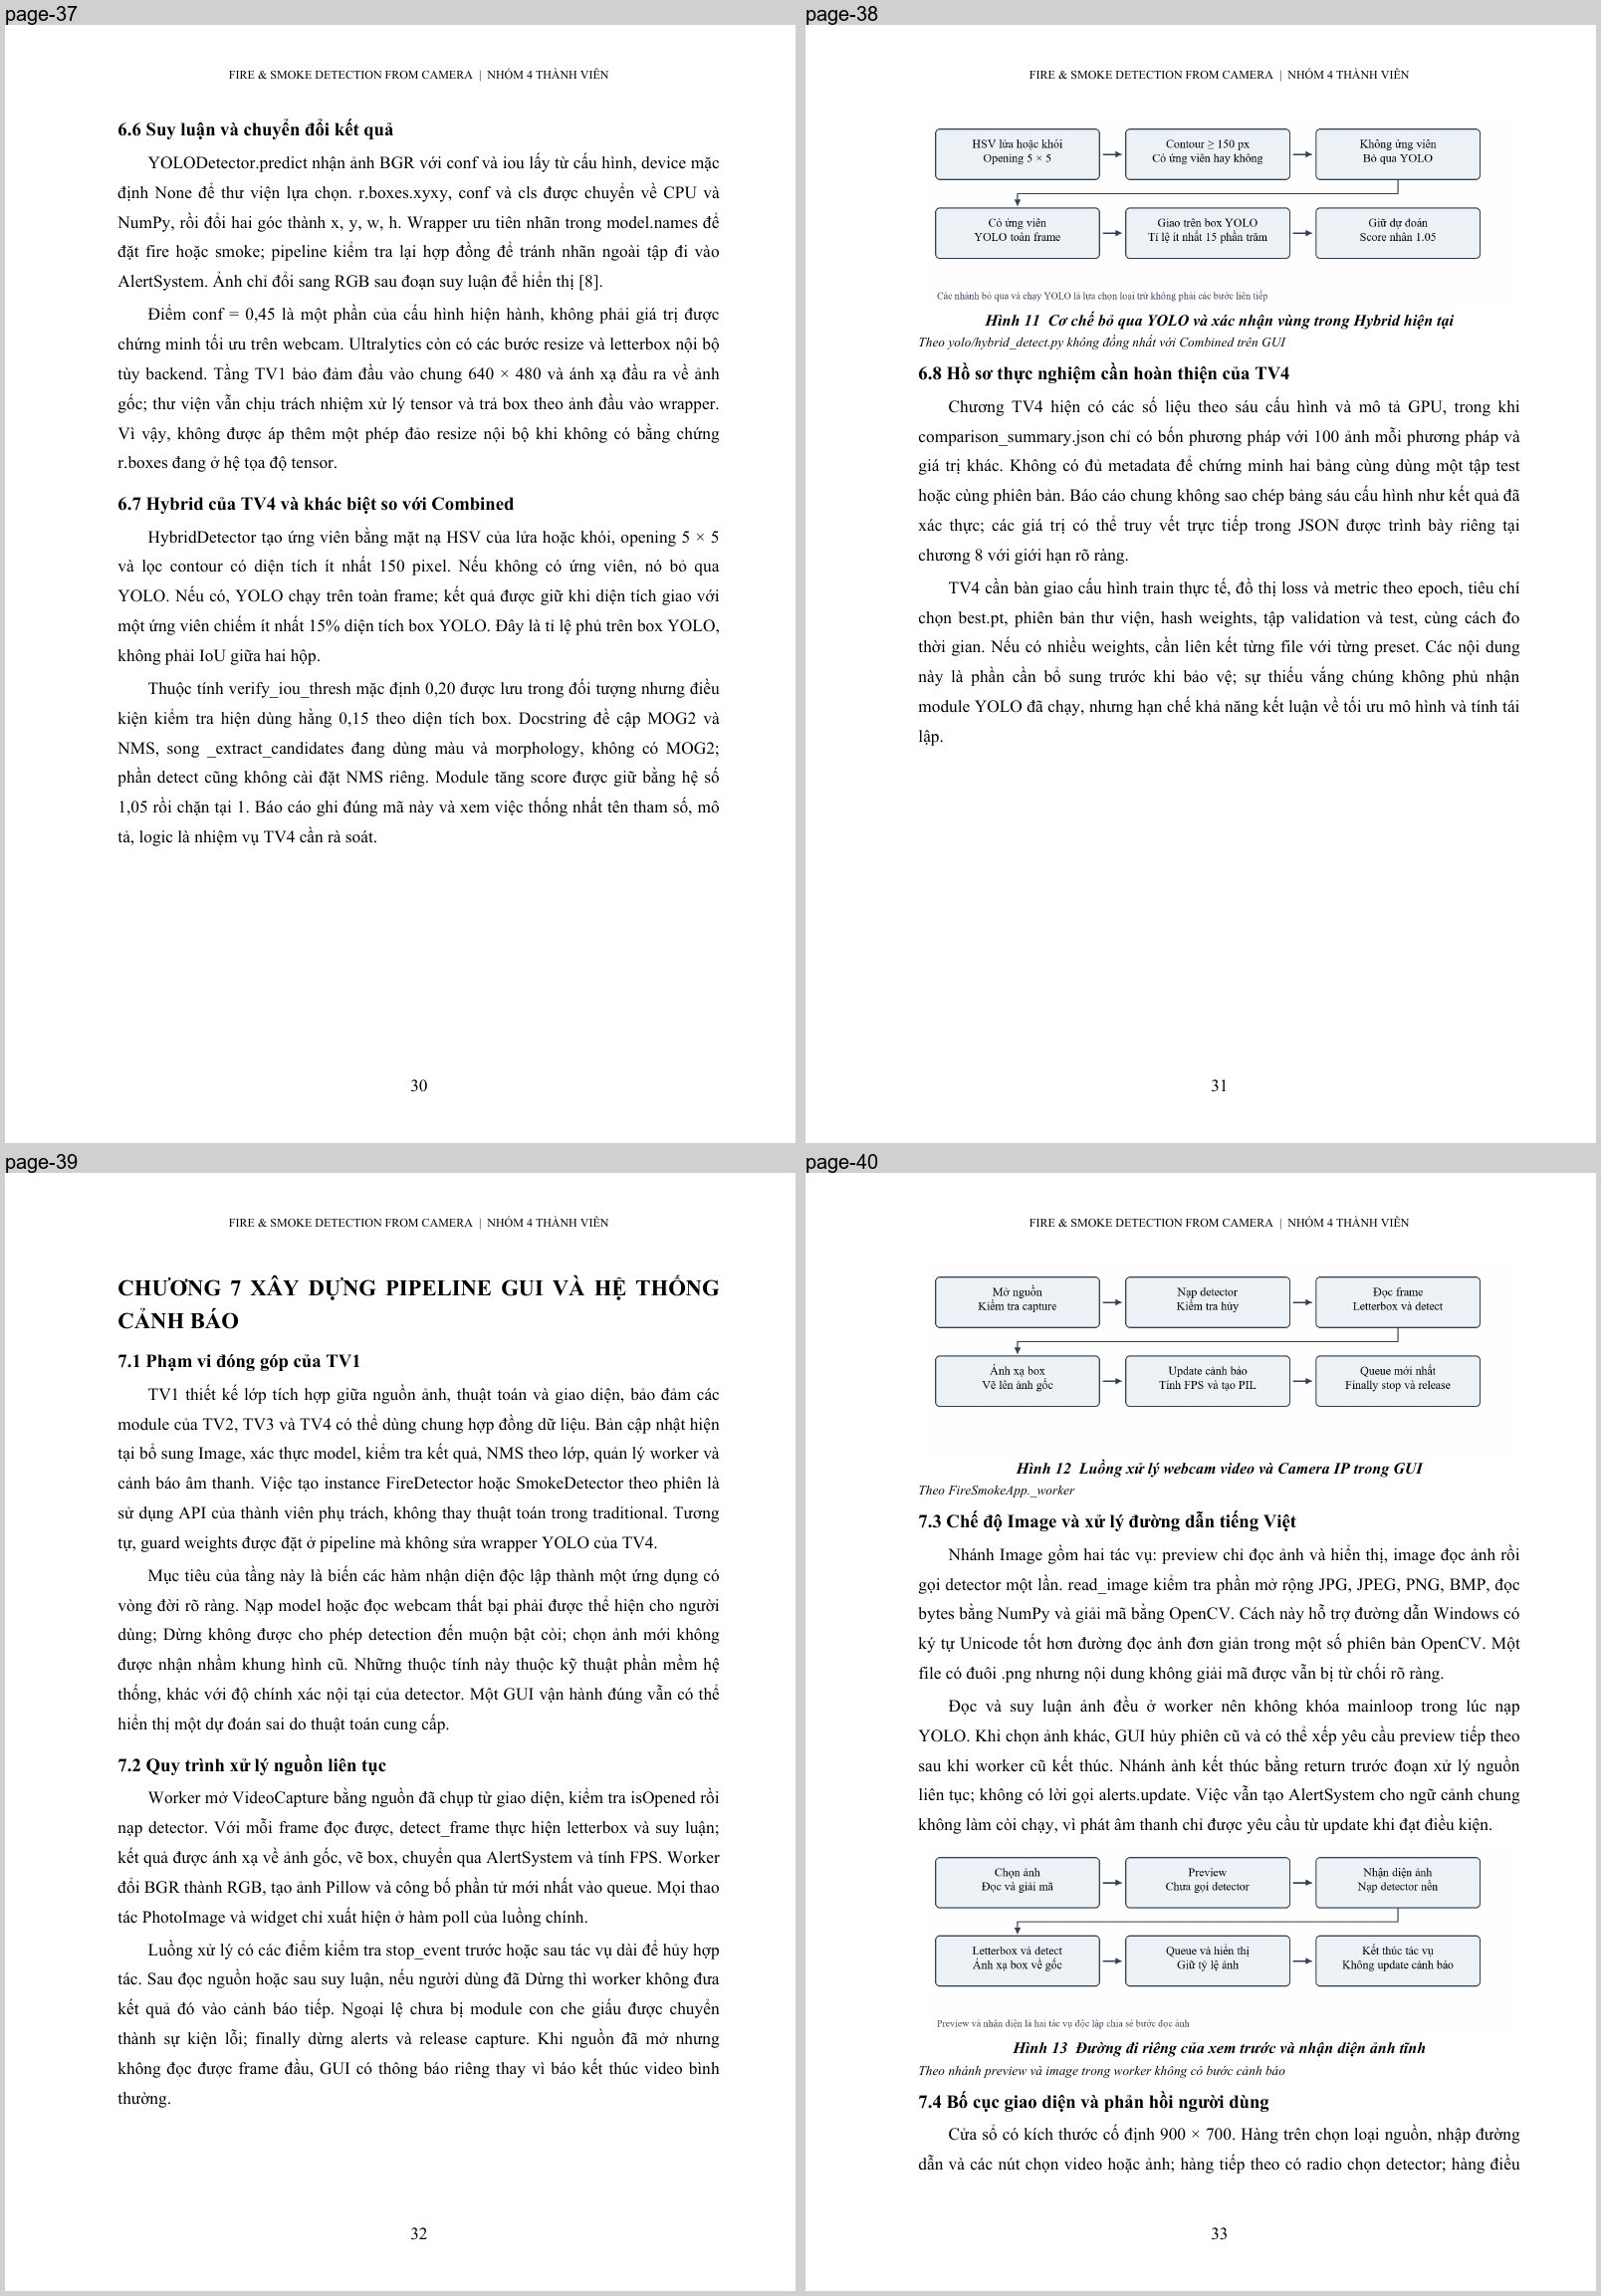 page-37
FIRE & SMOKE DETECTION FROM CAMERA | NHÓM 4 THÀNH VIÊN
6.6 Suy luận và chuyển đổi kết quả
YOLODetector.predict nhận ảnh BGR với conf và iou lấy từ cấu hình, device mặc
định None để thư viện lựa chọn. r.boxes.xyxy, conf và cls được chuyển về CPU và
NumPy, rồi đổi hai góc thành x, y, w, h. Wrapper ưu tiên nhãn trong model.names để
đặt fire hoặc smoke; pipeline kiểm tra lại hợp đồng để tránh nhãn ngoài tập đi vào
AlertSystem. Ảnh chỉ đổi sang RGB sau đoạn suy luận để hiển thị [8].
Điểm conf = 0,45 là một phần của cấu hình hiện hành, không phải giá trị được
chứng minh tối ưu trên webcam. Ultralytics còn có các bước resize và letterbox nội bộ
tùy backend. Tầng TV1 bảo đảm đầu vào chung 640 × 480 và ánh xạ đầu ra về ảnh
gốc; thư viện vẫn chịu trách nhiệm xử lý tensor và trả box theo ảnh đầu vào wrapper.
Vì vậy, không được áp thêm một phép đảo resize nội bộ khi không có bằng chứng
r.boxes đang ở hệ tọa độ tensor.
6.7 Hybrid của TV4 và khác biệt so với Combined
HybridDetector tạo ứng viên bằng mặt nạ HSV của lửa hoặc khói, opening 5 × 5
và lọc contour có diện tích ít nhất 150 pixel. Nếu không có ứng viên, nó bỏ qua
YOLO. Nếu có, YOLO chạy trên toàn frame; kết quả được giữ khi diện tích giao với
một ứng viên chiếm ít nhất 15% diện tích box YOLO. Đây là tỉ lệ phủ trên box YOLO,
không phải IoU giữa hai hộp.
Thuộc tính verify_iou_thresh mặc định 0,20 được lưu trong đối tượng nhưng điều
kiện kiểm tra hiện dùng hằng 0,15 theo diện tích box. Docstring đề cập MOG2 và
NMS, song _extract_candidates đang dùng màu và morphology, không có MOG2;
phần detect cũng không cài đặt NMS riêng. Module tăng score được giữ bằng hệ số
1,05 rồi chặn tại 1. Báo cáo ghi đúng mã này và xem việc thống nhất tên tham số, mô
tả, logic là nhiệm vụ TV4 cần rà soát.
30
page-38
FIRE & SMOKE DETECTION FROM CAMERA | NHÓM 4 THÀNH VIÊN
HSV lửa hoặc khói
Opening 5 × 5
Contour ≥ 150 px
Có ứng viên hay không
Không ứng viên
Bỏ qua YOLO
Có ứng viên
YOLO toàn frame
Giao trên box YOLO
Tỉ lệ ít nhất 15 phần trăm
Giữ dự đoán
Score nhân 1.05
Các nhánh bỏ qua và chạy YOLO là lựa chọn loại trừ không phải các bước liên tiếp
Hình 11 Cơ chế bỏ qua YOLO và xác nhận vùng trong Hybrid hiện tại
Theo yolo/hybrid_detect.py không đồng nhất với Combined trên GUI
6.8 Hồ sơ thực nghiệm cần hoàn thiện của TV4
Chương TV4 hiện có các số liệu theo sáu cấu hình và mô tả GPU, trong khi
comparison_summary.json chỉ có bốn phương pháp với 100 ảnh mỗi phương pháp và
giá trị khác. Không có đủ metadata để chứng minh hai bảng cùng dùng một tập test
hoặc cùng phiên bản. Báo cáo chung không sao chép bảng sáu cấu hình như kết quả đã
xác thực; các giá trị có thể truy vết trực tiếp trong JSON được trình bày riêng tại
chương 8 với giới hạn rõ ràng.
TV4 cần bàn giao cấu hình train thực tế, đồ thị loss và metric theo epoch, tiêu chí
chọn best.pt, phiên bản thư viện, hash weights, tập validation và test, cùng cách đo
thời gian. Nếu có nhiều weights, cần liên kết từng file với từng preset. Các nội dung
này là phần cần bổ sung trước khi bảo vệ; sự thiếu vắng chúng không phủ nhận
module YOLO đã chạy, nhưng hạn chế khả năng kết luận về tối ưu mô hình và tính tái
lập.
31
page-39
FIRE & SMOKE DETECTION FROM CAMERA | NHÓM 4 THÀNH VIÊN
CHƯƠNG 7 XÂY DỰNG PIPELINE GUI VÀ HỆ THỐNG
CẢNH BÁO
7.1 Phạm vi đóng góp của TV1
TV1 thiết kế lớp tích hợp giữa nguồn ảnh, thuật toán và giao diện, bảo đảm các
module của TV2, TV3 và TV4 có thể dùng chung hợp đồng dữ liệu. Bản cập nhật hiện
tại bổ sung Image, xác thực model, kiểm tra kết quả, NMS theo lớp, quản lý worker và
cảnh báo âm thanh. Việc tạo instance FireDetector hoặc SmokeDetector theo phiên là
sử dụng API của thành viên phụ trách, không thay thuật toán trong traditional. Tương
tự, guard weights được đặt ở pipeline mà không sửa wrapper YOLO của TV4.
Mục tiêu của tầng này là biến các hàm nhận diện độc lập thành một ứng dụng có
vòng đời rõ ràng. Nạp model hoặc đọc webcam thất bại phải được thể hiện cho người
dùng; Dừng không được cho phép detection đến muộn bật còi; chọn ảnh mới không
được nhận nhầm khung hình cũ. Những thuộc tính này thuộc kỹ thuật phần mềm hệ
thống, khác với độ chính xác nội tại của detector. Một GUI vận hành đúng vẫn có thể
hiển thị một dự đoán sai do thuật toán cung cấp.
7.2 Quy trình xử lý nguồn liên tục
Worker mở VideoCapture bằng nguồn đã chụp từ giao diện, kiểm tra isOpened rồi
nạp detector. Với mỗi frame đọc được, detect_frame thực hiện letterbox và suy luận;
kết quả được ánh xạ về ảnh gốc, vẽ box, chuyển qua AlertSystem và tính FPS. Worker
đổi BGR thành RGB, tạo ảnh Pillow và công bố phần tử mới nhất vào queue. Mọi thao
tác PhotoImage và widget chỉ xuất hiện ở hàm poll của luồng chính.
Luồng xử lý có các điểm kiểm tra stop_event trước hoặc sau tác vụ dài để hủy hợp
tác. Sau đọc nguồn hoặc sau suy luận, nếu người dùng đã Dừng thì worker không đưa
kết quả đó vào cảnh báo tiếp. Ngoại lệ chưa bị module con che giấu được chuyển
thành sự kiện lỗi; finally dừng alerts và release capture. Khi nguồn đã mở nhưng
không đọc được frame đầu, GUI có thông báo riêng thay vì báo kết thúc video bình
thường.
32
page-40
FIRE & SMOKE DETECTION FROM CAMERA | NHÓM 4 THÀNH VIÊN
Mở nguồn
Kiểm tra capture
Nạp detector
Kiểm tra hủy
Đọc frame
Letterbox và detect
Ánh xạ box
Vẽ lên ảnh gốc
Update cảnh báo
Tính FPS và tạo PIL
Queue mới nhất
Finally stop và release
Hình 12 Luồng xử lý webcam video và Camera IP trong GUI
Theo FireSmokeApp._worker
7.3 Chế độ Image và xử lý đường dẫn tiếng Việt
Nhánh Image gồm hai tác vụ: preview chỉ đọc ảnh và hiển thị, image đọc ảnh rồi
gọi detector một lần. read_image kiểm tra phần mở rộng JPG, JPEG, PNG, BMP, đọc
bytes bằng NumPy và giải mã bằng OpenCV. Cách này hỗ trợ đường dẫn Windows có
ký tự Unicode tốt hơn đường đọc ảnh đơn giản trong một số phiên bản OpenCV. Một
file có đuôi .png nhưng nội dung không giải mã được vẫn bị từ chối rõ ràng.
Đọc và suy luận ảnh đều ở worker nên không khóa mainloop trong lúc nạp
YOLO. Khi chọn ảnh khác, GUI hủy phiên cũ và có thể xếp yêu cầu preview tiếp theo
sau khi worker cũ kết thúc. Nhánh ảnh kết thúc bằng return trước đoạn xử lý nguồn
liên tục; không có lời gọi alerts.update. Việc vẫn tạo AlertSystem cho ngữ cảnh chung
không làm còi chạy, vì phát âm thanh chỉ được yêu cầu từ update khi đạt điều kiện.
Chọn ảnh
Đọc và giải mã
Preview
Chưa gọi detector
Nhận diện ảnh
Nạp detector nền
Letterbox và detect
Ánh xạ box về gốc
Queue và hiển thị
Giữ tỷ lệ ảnh
Kết thúc tác vụ
Không update cảnh báo
Preview và nhận diện là hai tác vụ độc lập chia sẻ bước đọc ảnh
Hình 13 Đường đi riêng của xem trước và nhận diện ảnh tĩnh
Theo nhánh preview và image trong worker không có bước cảnh báo
7.4 Bố cục giao diện và phản hồi người dùng
Cửa sổ có kích thước cố định 900 × 700. Hàng trên chọn loại nguồn, nhập đường
dẫn và các nút chọn video hoặc ảnh; hàng tiếp theo có radio chọn detector; hàng điều
33